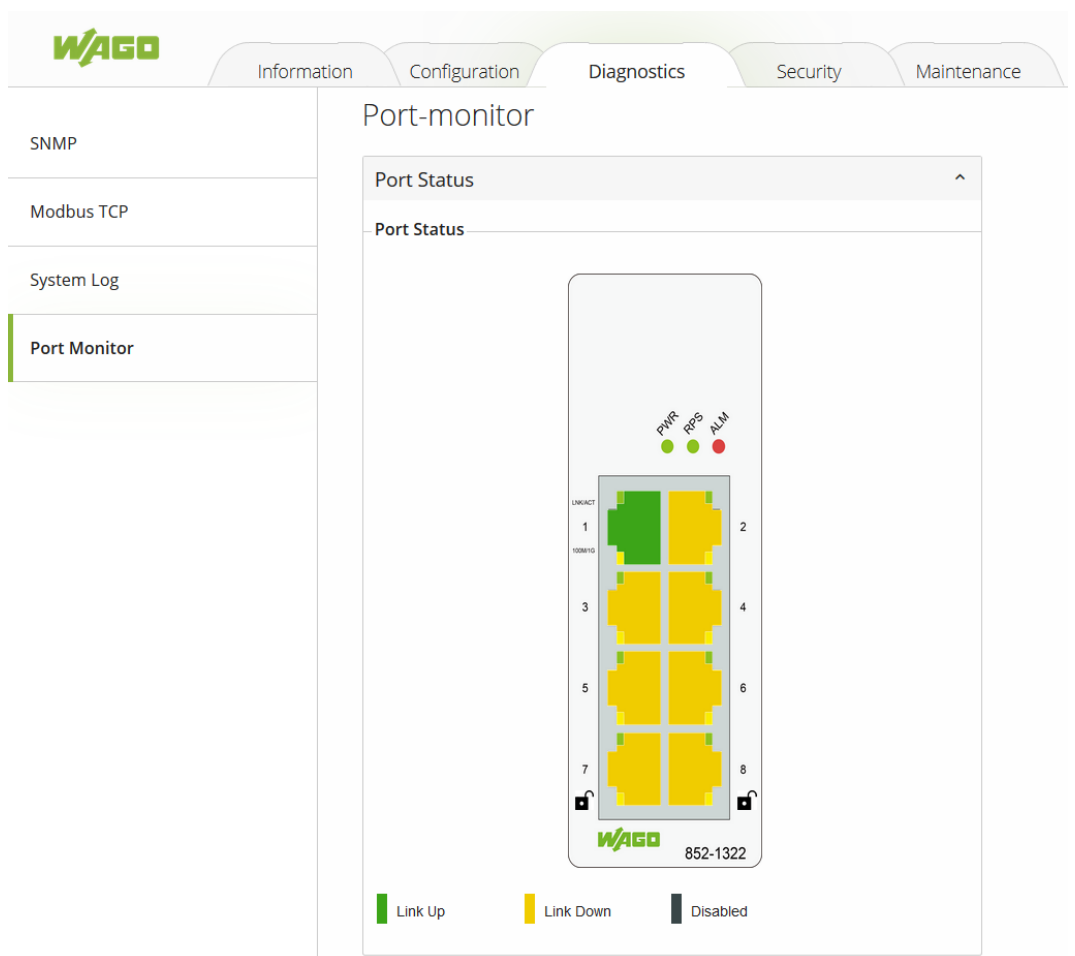 WAGO
Information Configuration Diagnostics Security Maintenance
SNMP
Modbus TCP
System Log
Port Monitor
Port-monitor
Port Status
Port Status
PWR RPS ALM
LNK/ACT
1 2
100M/1G
3 4
5 6
7 8
WAGO
852-1322
Link Up Link Down Disabled